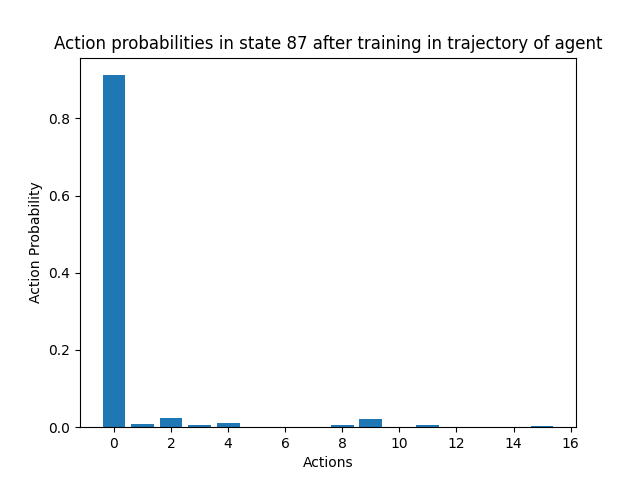 Action probabilities in state 87 after training in trajectory of agent
Action Probability
0.8
0.6
0.4
0.2
0.0
0 2 4 6 8 10 12 14 16
Actions